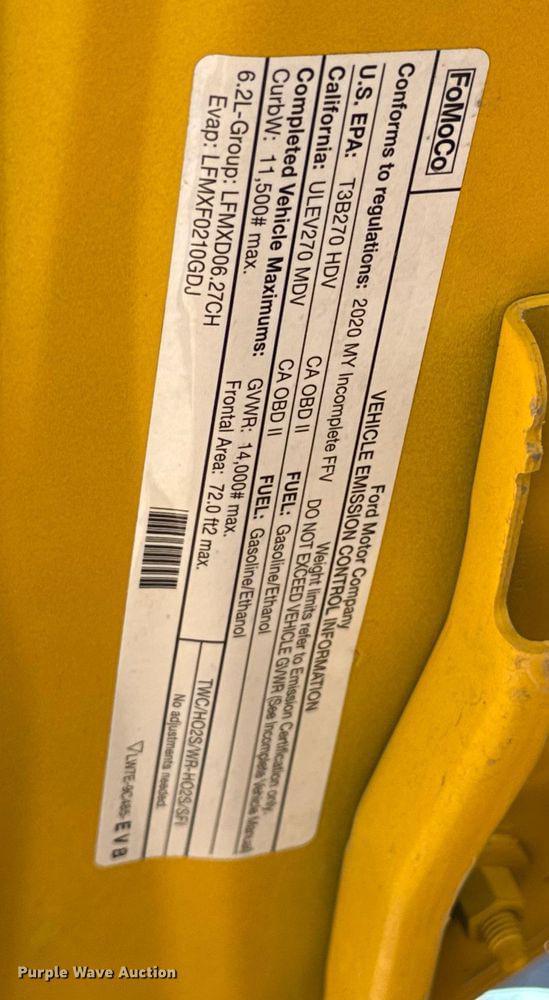 FoMoCo
Ford Motor Company
VEHICLE EMISSION CONTROL INFORMATION
Conforms to regulations: 2020 MY Incomplete FFV Weight limits refer to Emission Certification only.
U.S. EPA: T3B270 HDV DO NOT EXCEED VEHICLE GVWR (See Incomplete Vehicle Manual
California: ULEV270 MDV CA OBD II FUEL: Gasoline/Ethanol
CA OBD II FUEL: Gasoline/Ethanol
Completed Vehicle Maximums: GVWR: 14,000# max.
CurbW: 11,500# max. Frontal Area: 72.0 ft2 max.
6.2L-Group: LFMXD06.27CH TWC/HO2S/WR-HO2S/SFI
Evap: LFMXF0210GDJ No adjustments needed.
LW7E-9C485-EVB
Purple Wave Auction